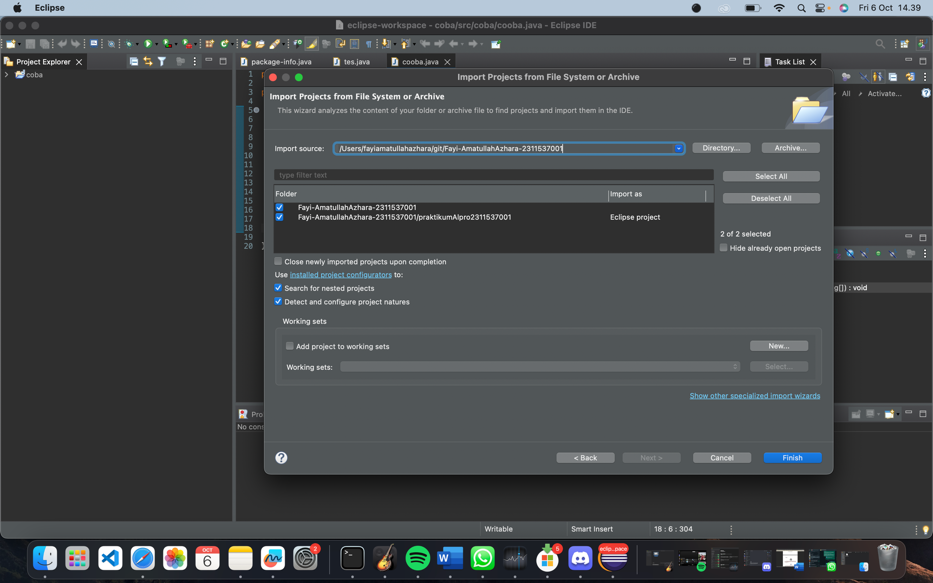 Eclipse
Fri 6 Oct 14.39
eclipse-workspace - coba/src/coba/cooba.java - Eclipse IDE
Project Explorer
coba
package-info.java
tes.java
cooba.java
Task List
1
2
3
4
5
6
7
8
9
10
11
12
13
14
15
16
17
18
19
20
All
Activate...
g[]) : void
No cons
Import Projects from File System or Archive
Import Projects from File System or Archive
This wizard analyzes the content of your folder or archive file to find projects and import them in the IDE.
Import source:
/Users/fayiamatullahazhara/git/Fayi-AmatullahAzhara-2311537001
Directory...
Archive...
type filter text
Select All
Folder
Import as
Deselect All
Fayi-AmatullahAzhara-2311537001
Fayi-AmatullahAzhara-2311537001/praktikumAlpro2311537001
Eclipse project
2 of 2 selected
Hide already open projects
Close newly imported projects upon completion
Use installed project configurators to:
Search for nested projects
Detect and configure project natures
Working sets
Add project to working sets
New...
Working sets:
Select...
Show other specialized import wizards
?
< Back
Next >
Cancel
Finish
Writable
Smart Insert
18 : 6 : 304
OCT
6
2
5